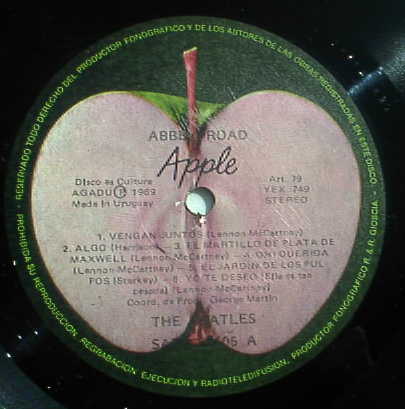 RESERVADO TODO DERECHO DEL PRODUCTOR FONOGRAFICO Y DE LOS AUTORES DE LAS OBRAS REGISTRADAS EN ESTE DISCO.
PROHIBIDA SU REPRODUCCION, REGRABACION, EJECUCION Y RADIOTELEDIFUSION, PRODUCTOR FONOGRAFICO R. & R. GIOSCIA
ABBEY ROAD
Apple
Disco es Cultura
AGADU Ⓟ 1969
Made in Uruguay
Art. 79
YEX 749
STEREO
1. VENGAN JUNTOS (Lennon-McCartney)
2. ALGO (Harrison) - 3. EL MARTILLO DE PLATA DE
MAXWELL (Lennon-McCartney) - 4. OH! QUERIDA
(Lennon-McCartney) - 5. EL JARDIN DE LOS PUL-
POS (Starkey) - 6. YO TE DESEO (Ella es tan
pesada) (Lennon-McCartney)
Coord. de Prod.: George Martin
THE BEATLES
A